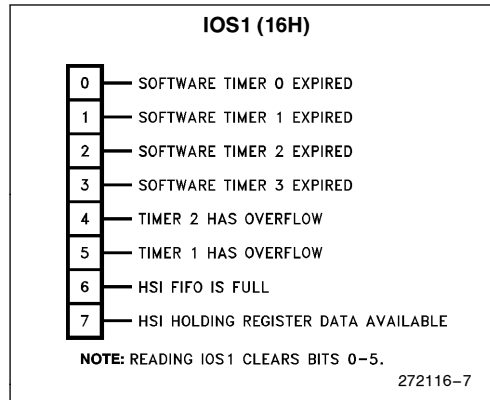 IOS1 (16H)
0 SOFTWARE TIMER 0 EXPIRED
1 SOFTWARE TIMER 1 EXPIRED
2 SOFTWARE TIMER 2 EXPIRED
3 SOFTWARE TIMER 3 EXPIRED
4 TIMER 2 HAS OVERFLOW
5 TIMER 1 HAS OVERFLOW
6 HSI FIFO IS FULL
7 HSI HOLDING REGISTER DATA AVAILABLE
NOTE: READING IOS1 CLEARS BITS 0–5.
272116–7